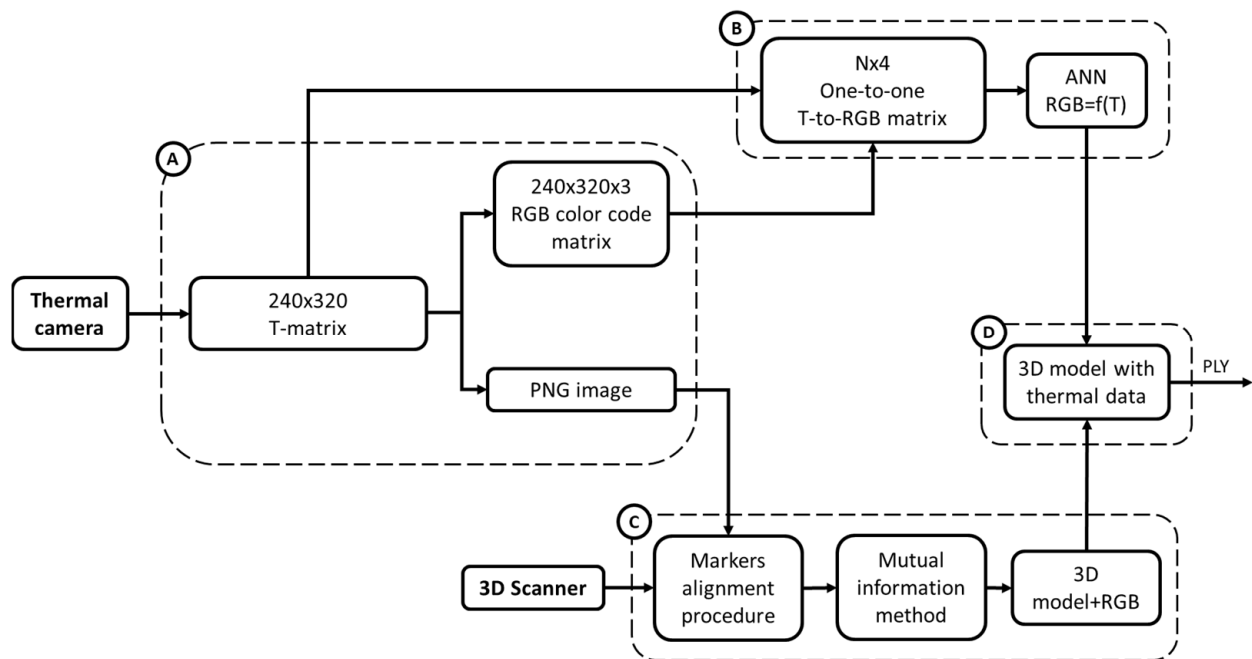 B
Nx4
One-to-one
T-to-RGB matrix
ANN
RGB=f(T)
A
240x320x3
RGB color code
matrix
Thermal
camera
240x320
T-matrix
PNG image
D
3D model with
thermal data
PLY
C
3D Scanner
Markers
alignment
procedure
Mutual
information
method
3D
model+RGB